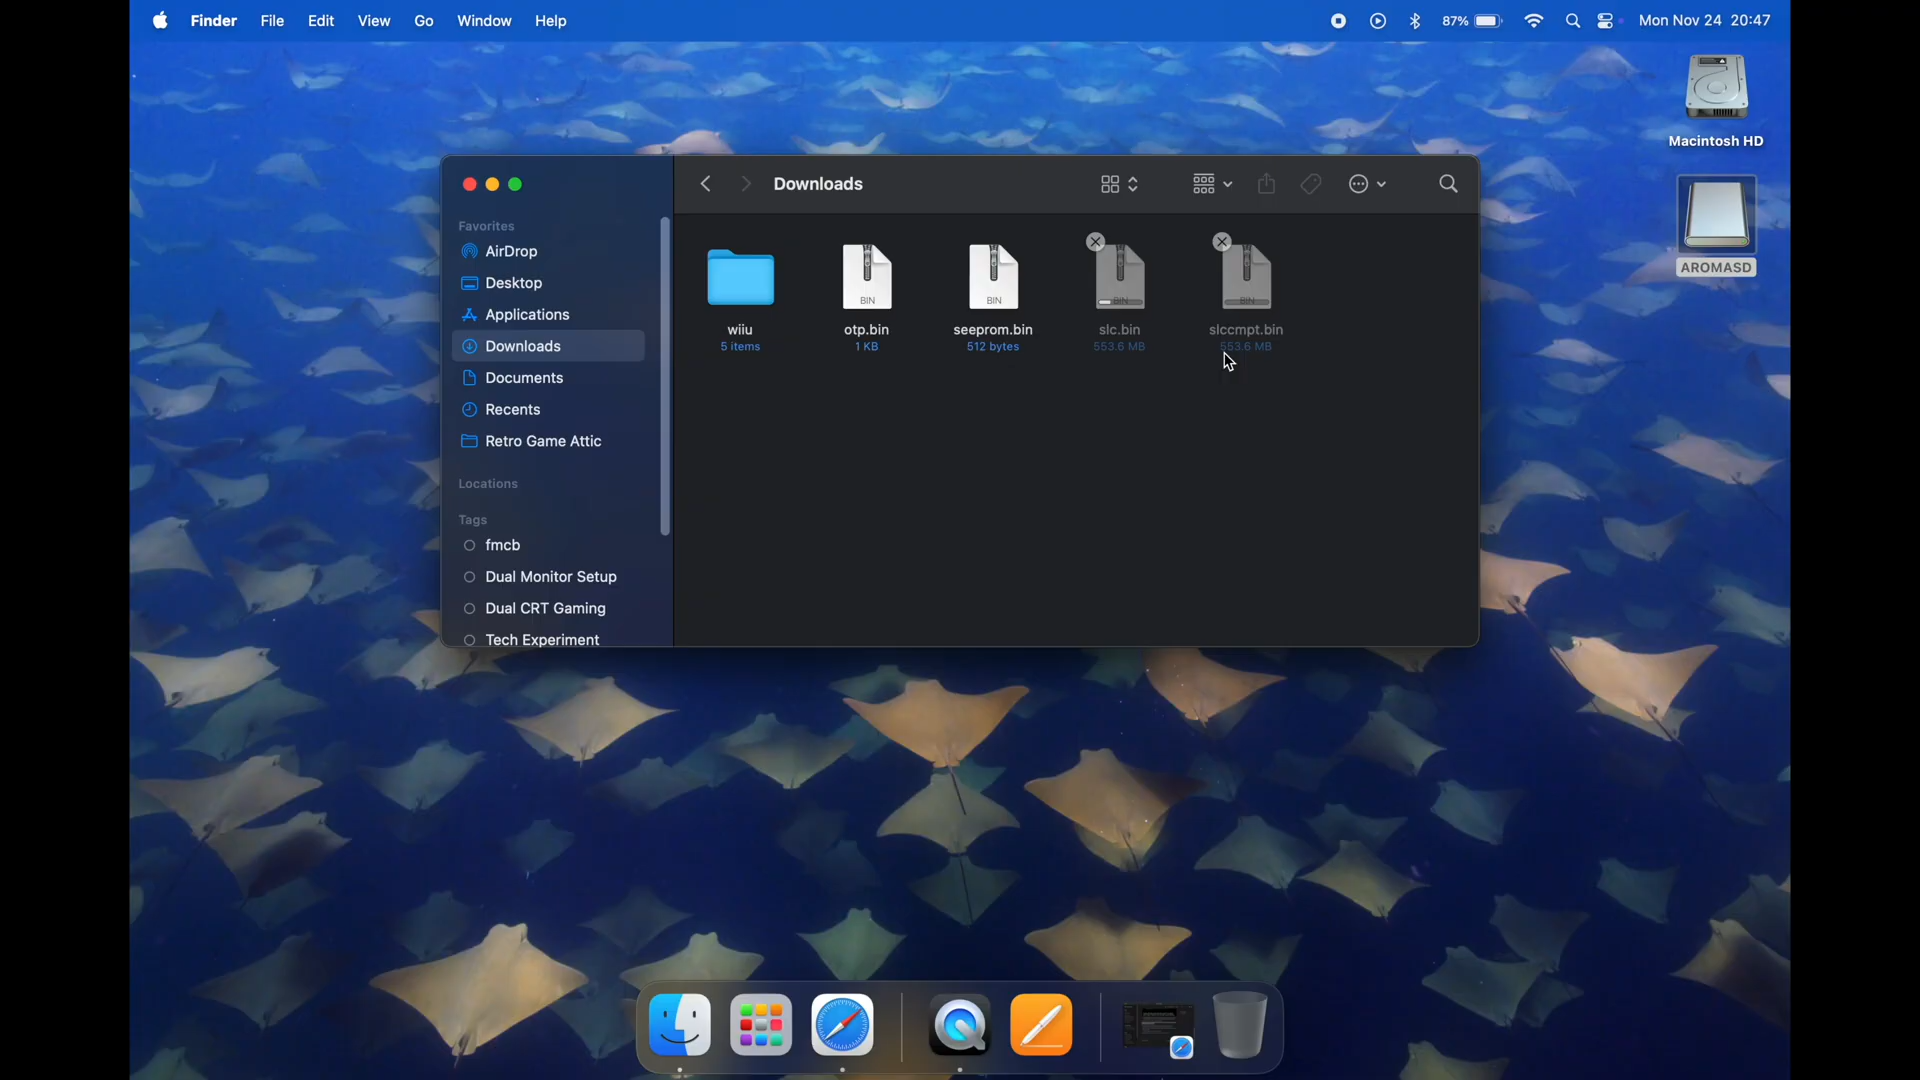 Finder File Edit View Go Window Help 87% Mon Nov 24 20:47
Macintosh HD
AROMASD
Downloads
Favorites
AirDrop
Desktop
Applications
Downloads
Documents
Recents
Retro Game Attic
Locations
Tags
fmcb
Dual Monitor Setup
Dual CRT Gaming
Tech Experiment
BIN BIN BIN BIN
wiiu otp.bin seeprom.bin slc.bin slccmpt.bin
5 items 1 KB 512 bytes 553.6 MB 553.6 MB